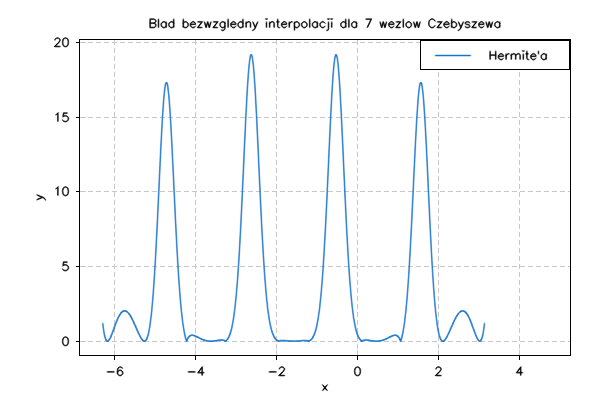 Blad bezwzgledny interpolacji dla 7 wezlow Czebyszewa
Hermite'a
20
15
10
5
0
y
−6 −4 −2 0 2 4
x